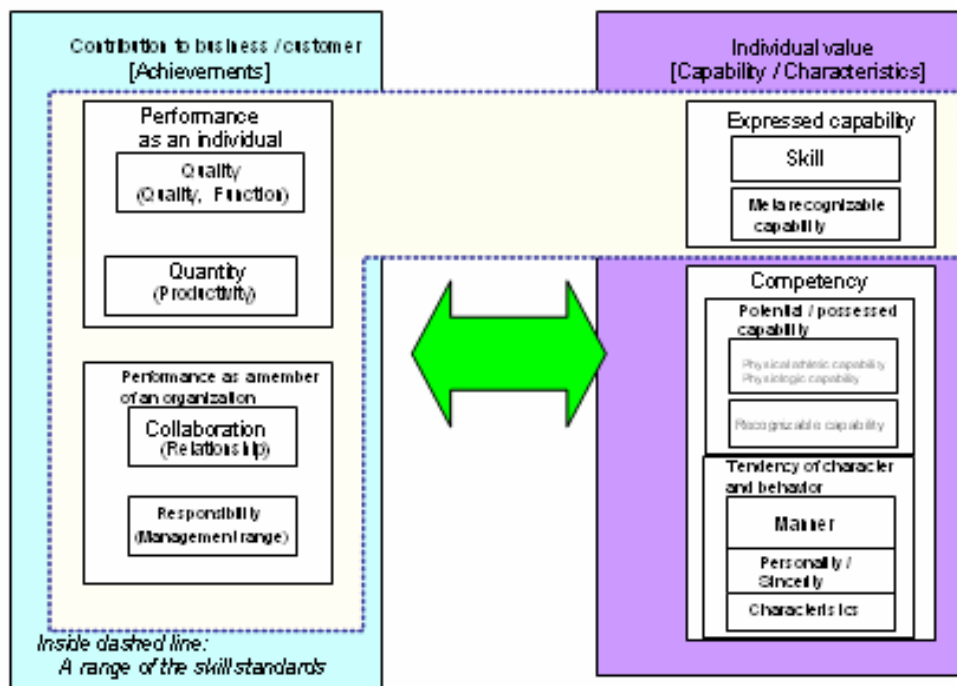 Contribution to business / customer
[Achievements]
Performance
as an individual
Quality
(Quality, Function)
Quantity
(Productivity)
Performance as a member
of an organization
Collaboration
(Relationship)
Responsibility
(Management range)
Inside dashed line:
A range of the skill standards
Individual value
[Capability / Characteristics]
Expressed capability
Skill
Meta recognizable
capability
Competency
Potential / possessed
capability
Physical athletic capability
Physiologic capability
Recognizable capability
Tendency of character
and behavior
Manner
Personality /
Sincerity
Characteristics